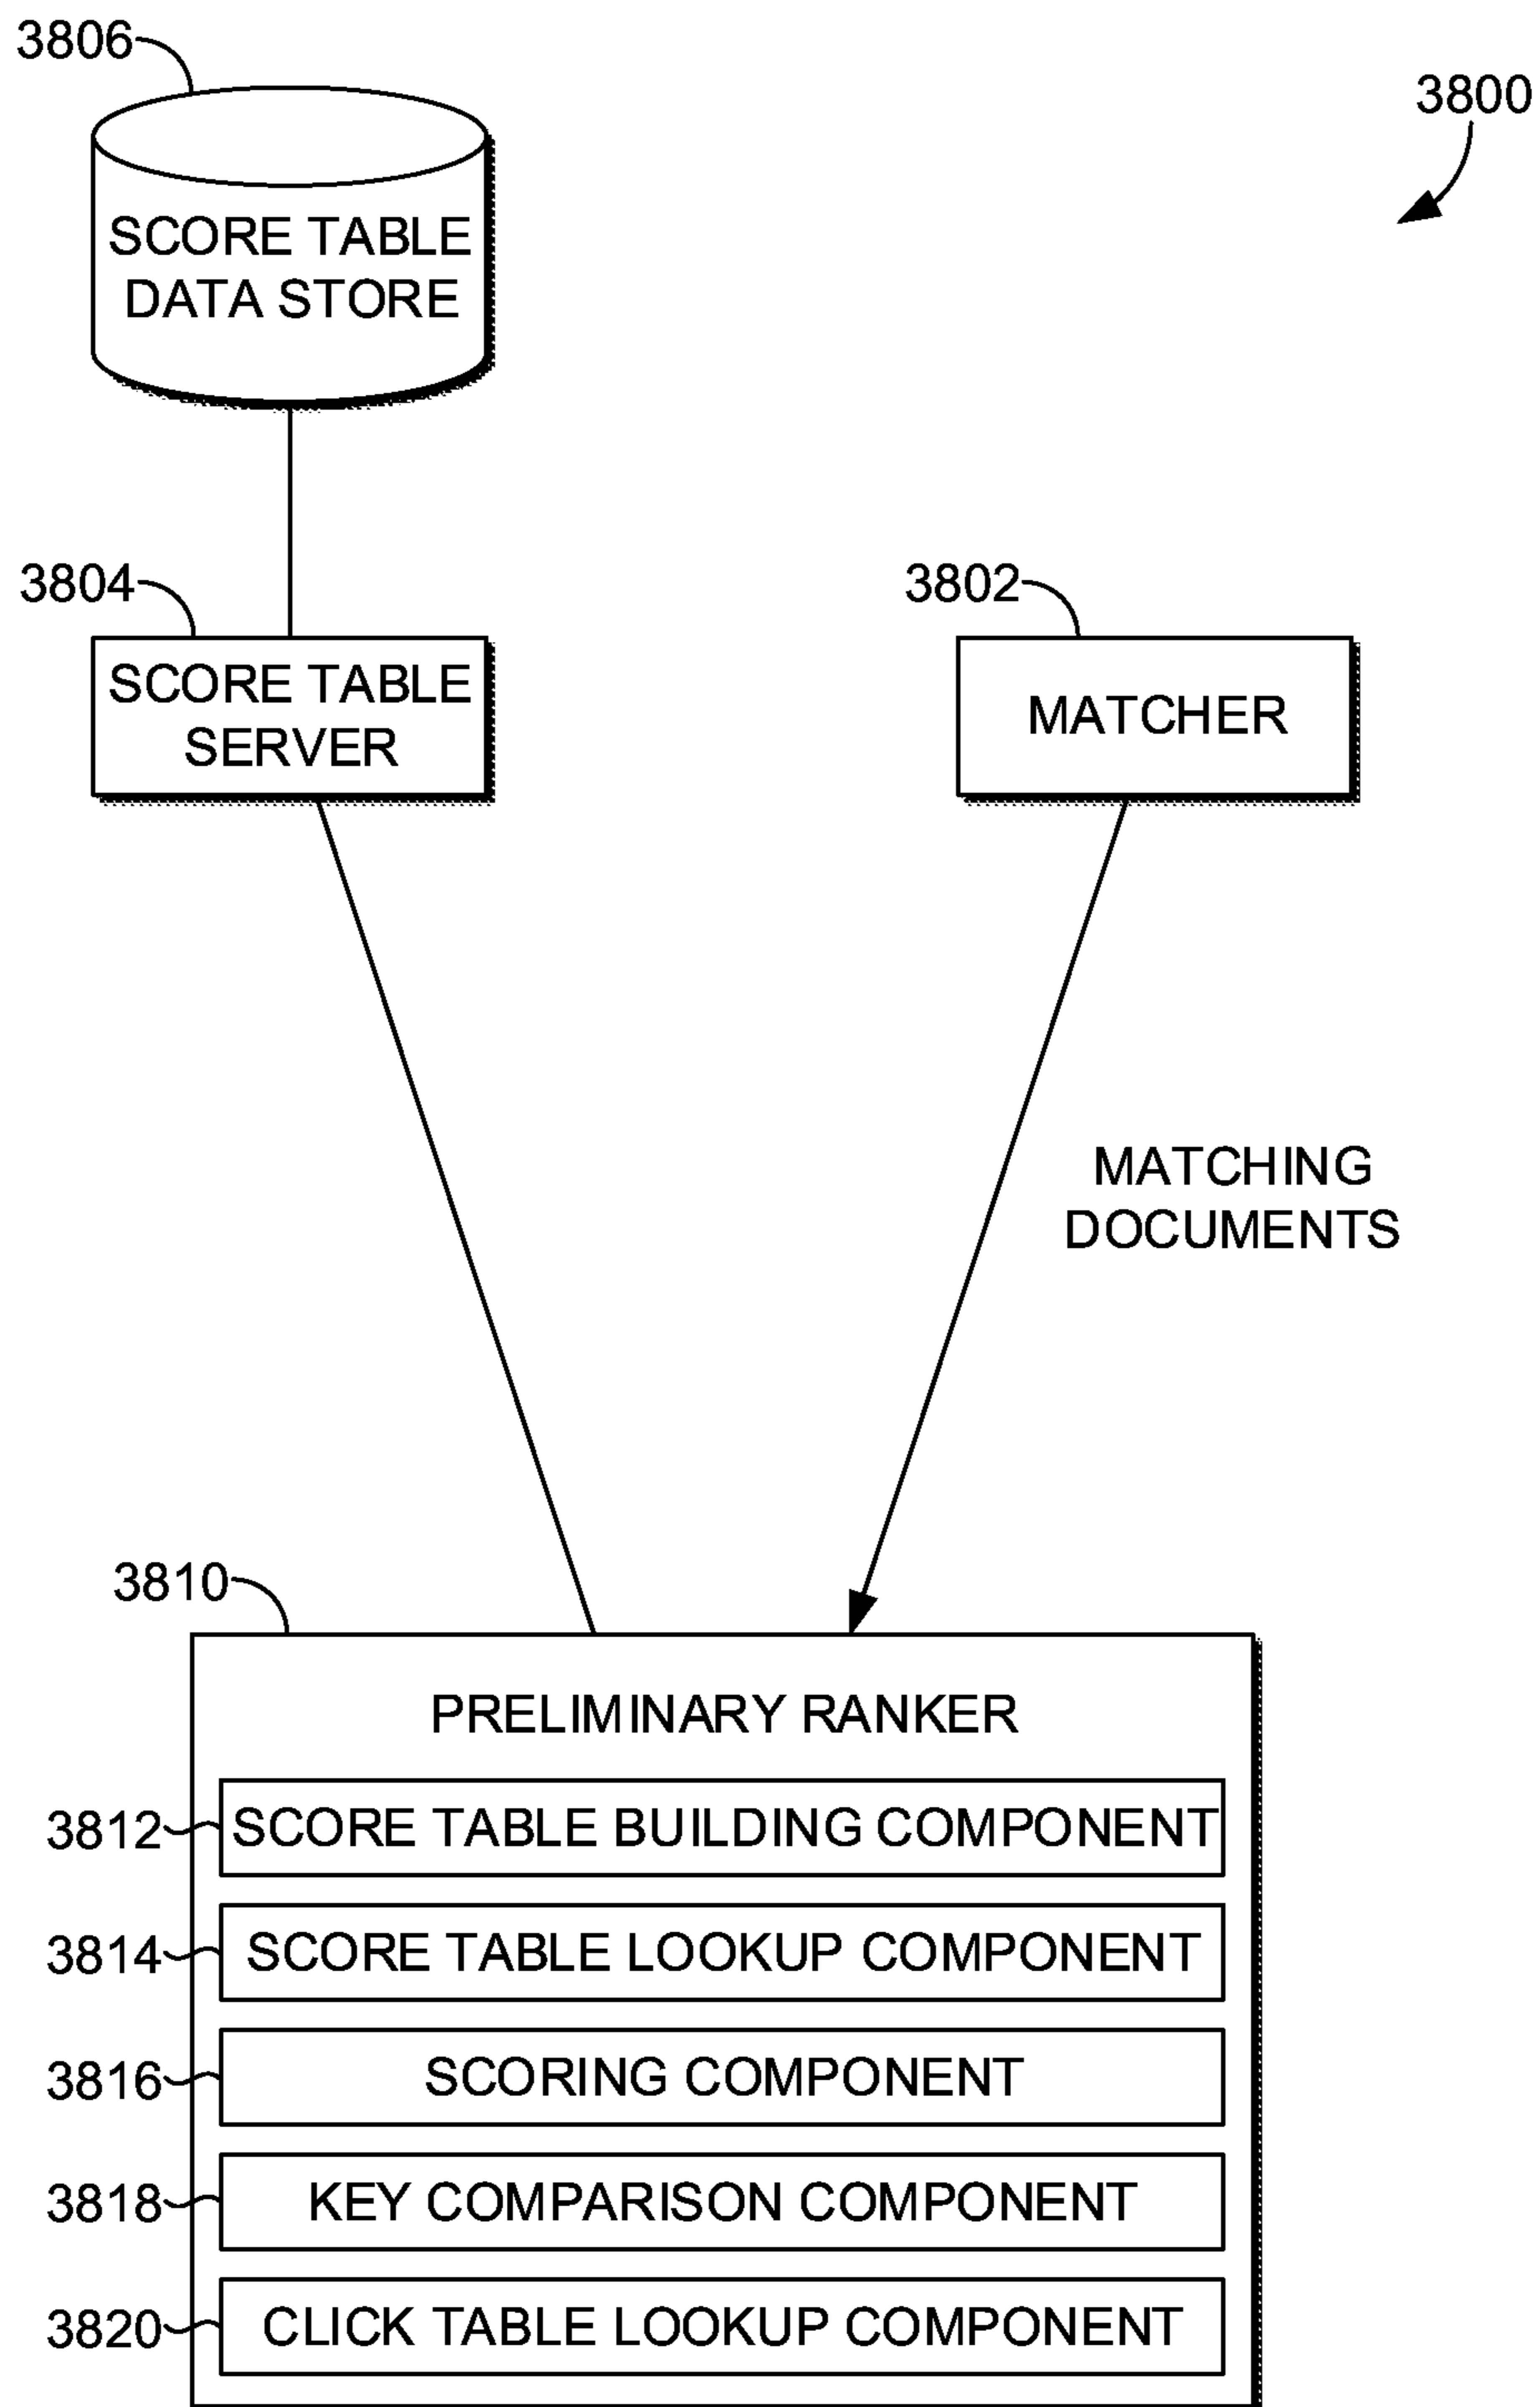 3806
3800
SCORE TABLE
DATA STORE
3804
3802
SCORE TABLE
SERVER
MATCHER
MATCHING
DOCUMENTS
3810
PRELIMINARY RANKER
3812
SCORE TABLE BUILDING COMPONENT
3814
SCORE TABLE LOOKUP COMPONENT
3816
SCORING COMPONENT
3818
KEY COMPARISON COMPONENT
3820
CLICK TABLE LOOKUP COMPONENT